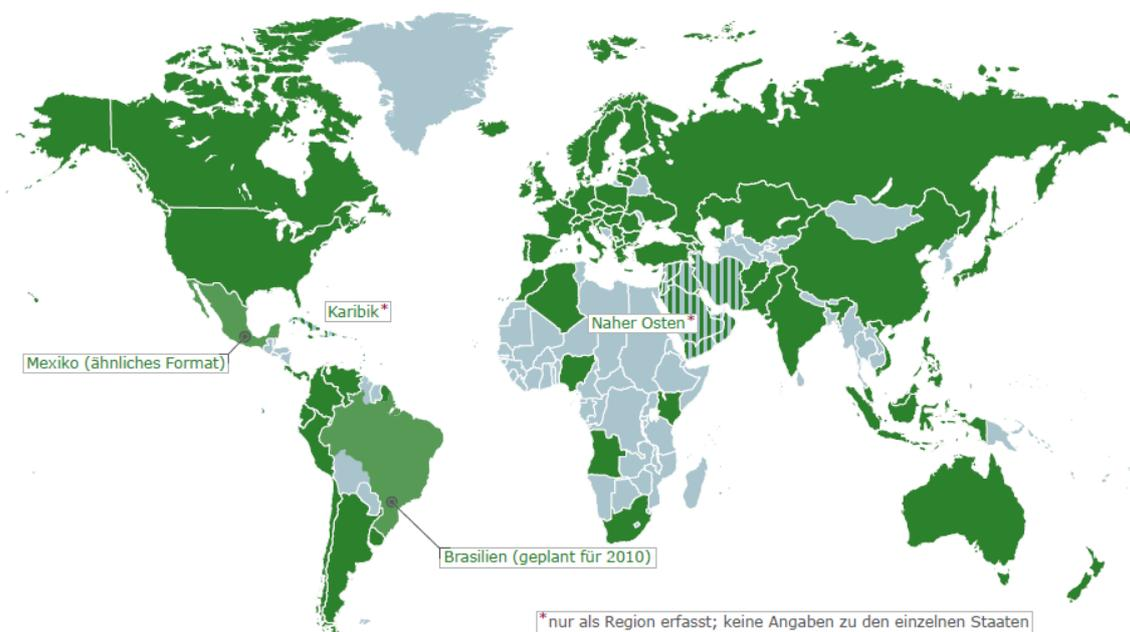 Karibik*
Naher Osten*
Mexiko (ähnliches Format)
Brasilien (geplant für 2010)
*nur als Region erfasst; keine Angaben zu den einzelnen Staaten